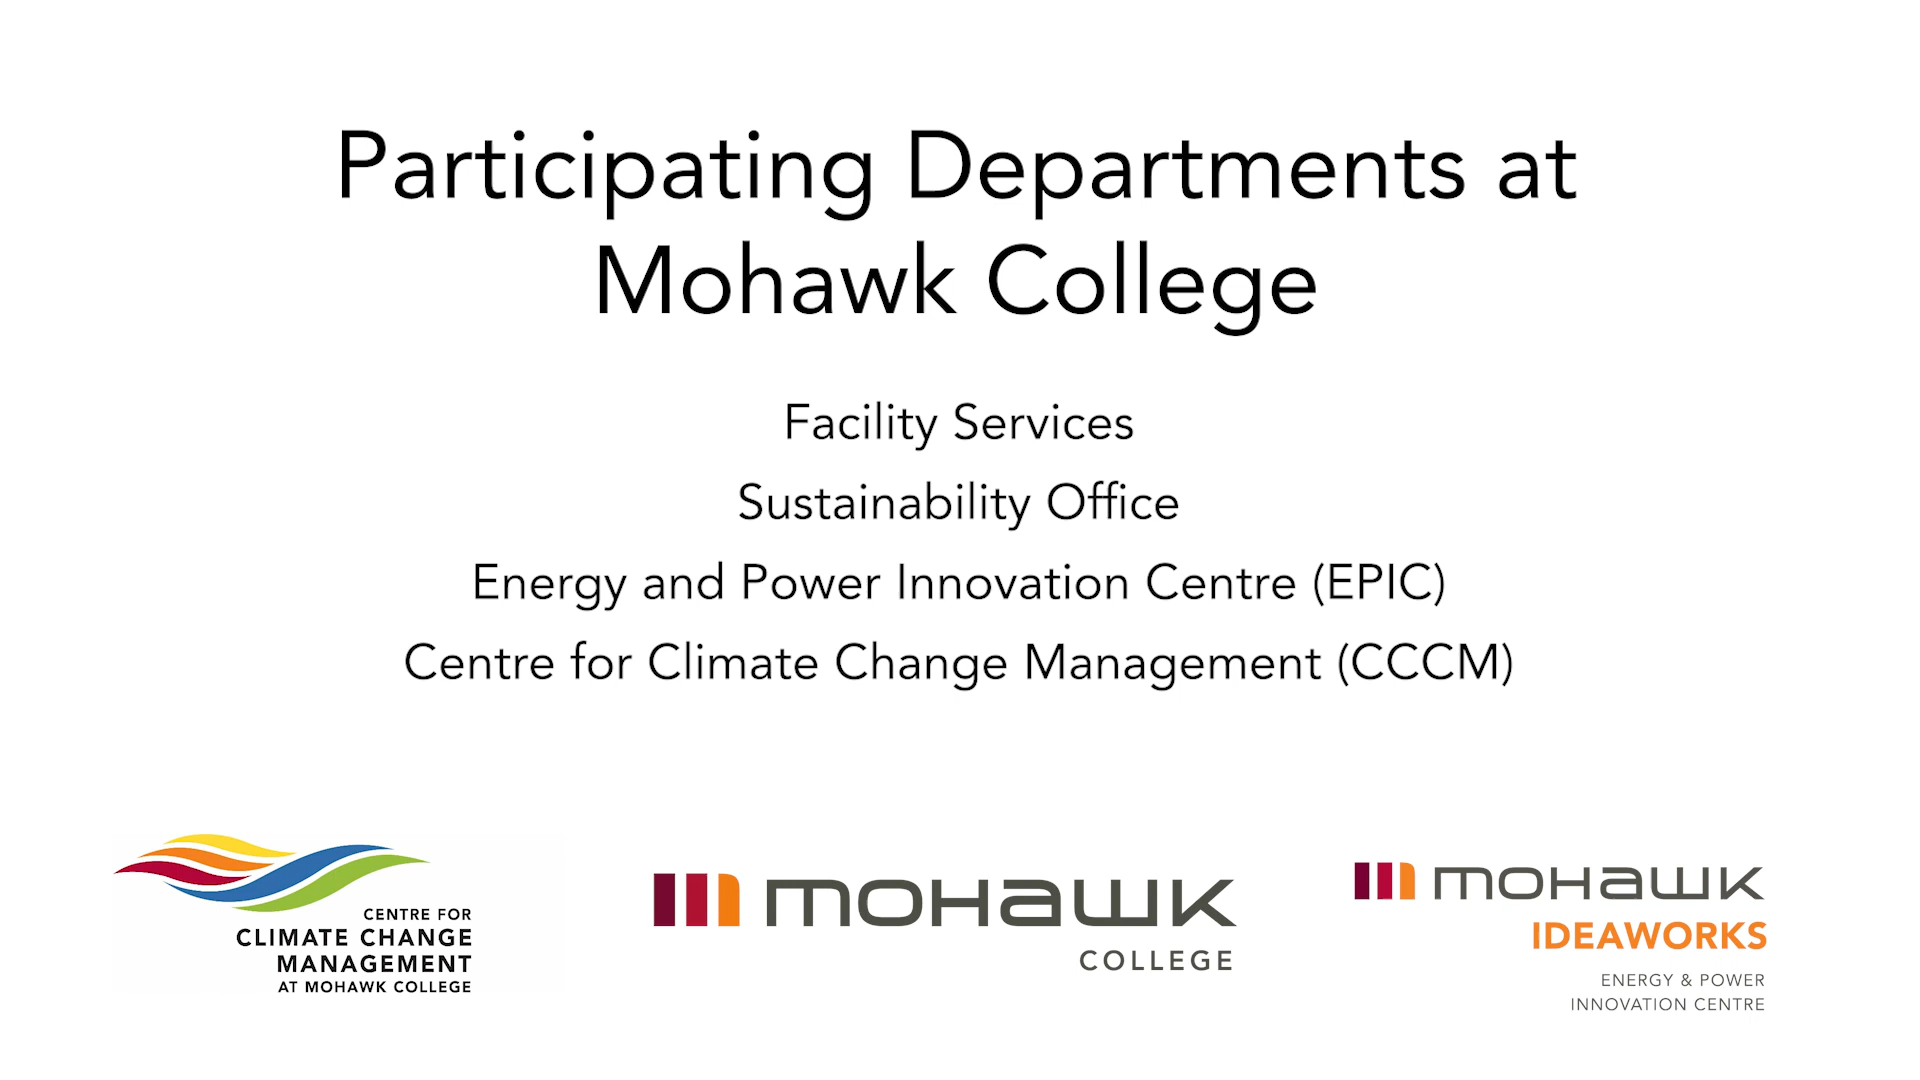 Participating Departments at
Mohawk College
Facility Services
Sustainability Office
Energy and Power Innovation Centre (EPIC)
Centre for Climate Change Management (CCCM)
CENTRE FOR
CLIMATE CHANGE
MANAGEMENT
AT MOHAWK COLLEGE
mohawk
COLLEGE
mohawk
IDEAWORKS
ENERGY & POWER
INNOVATION CENTRE